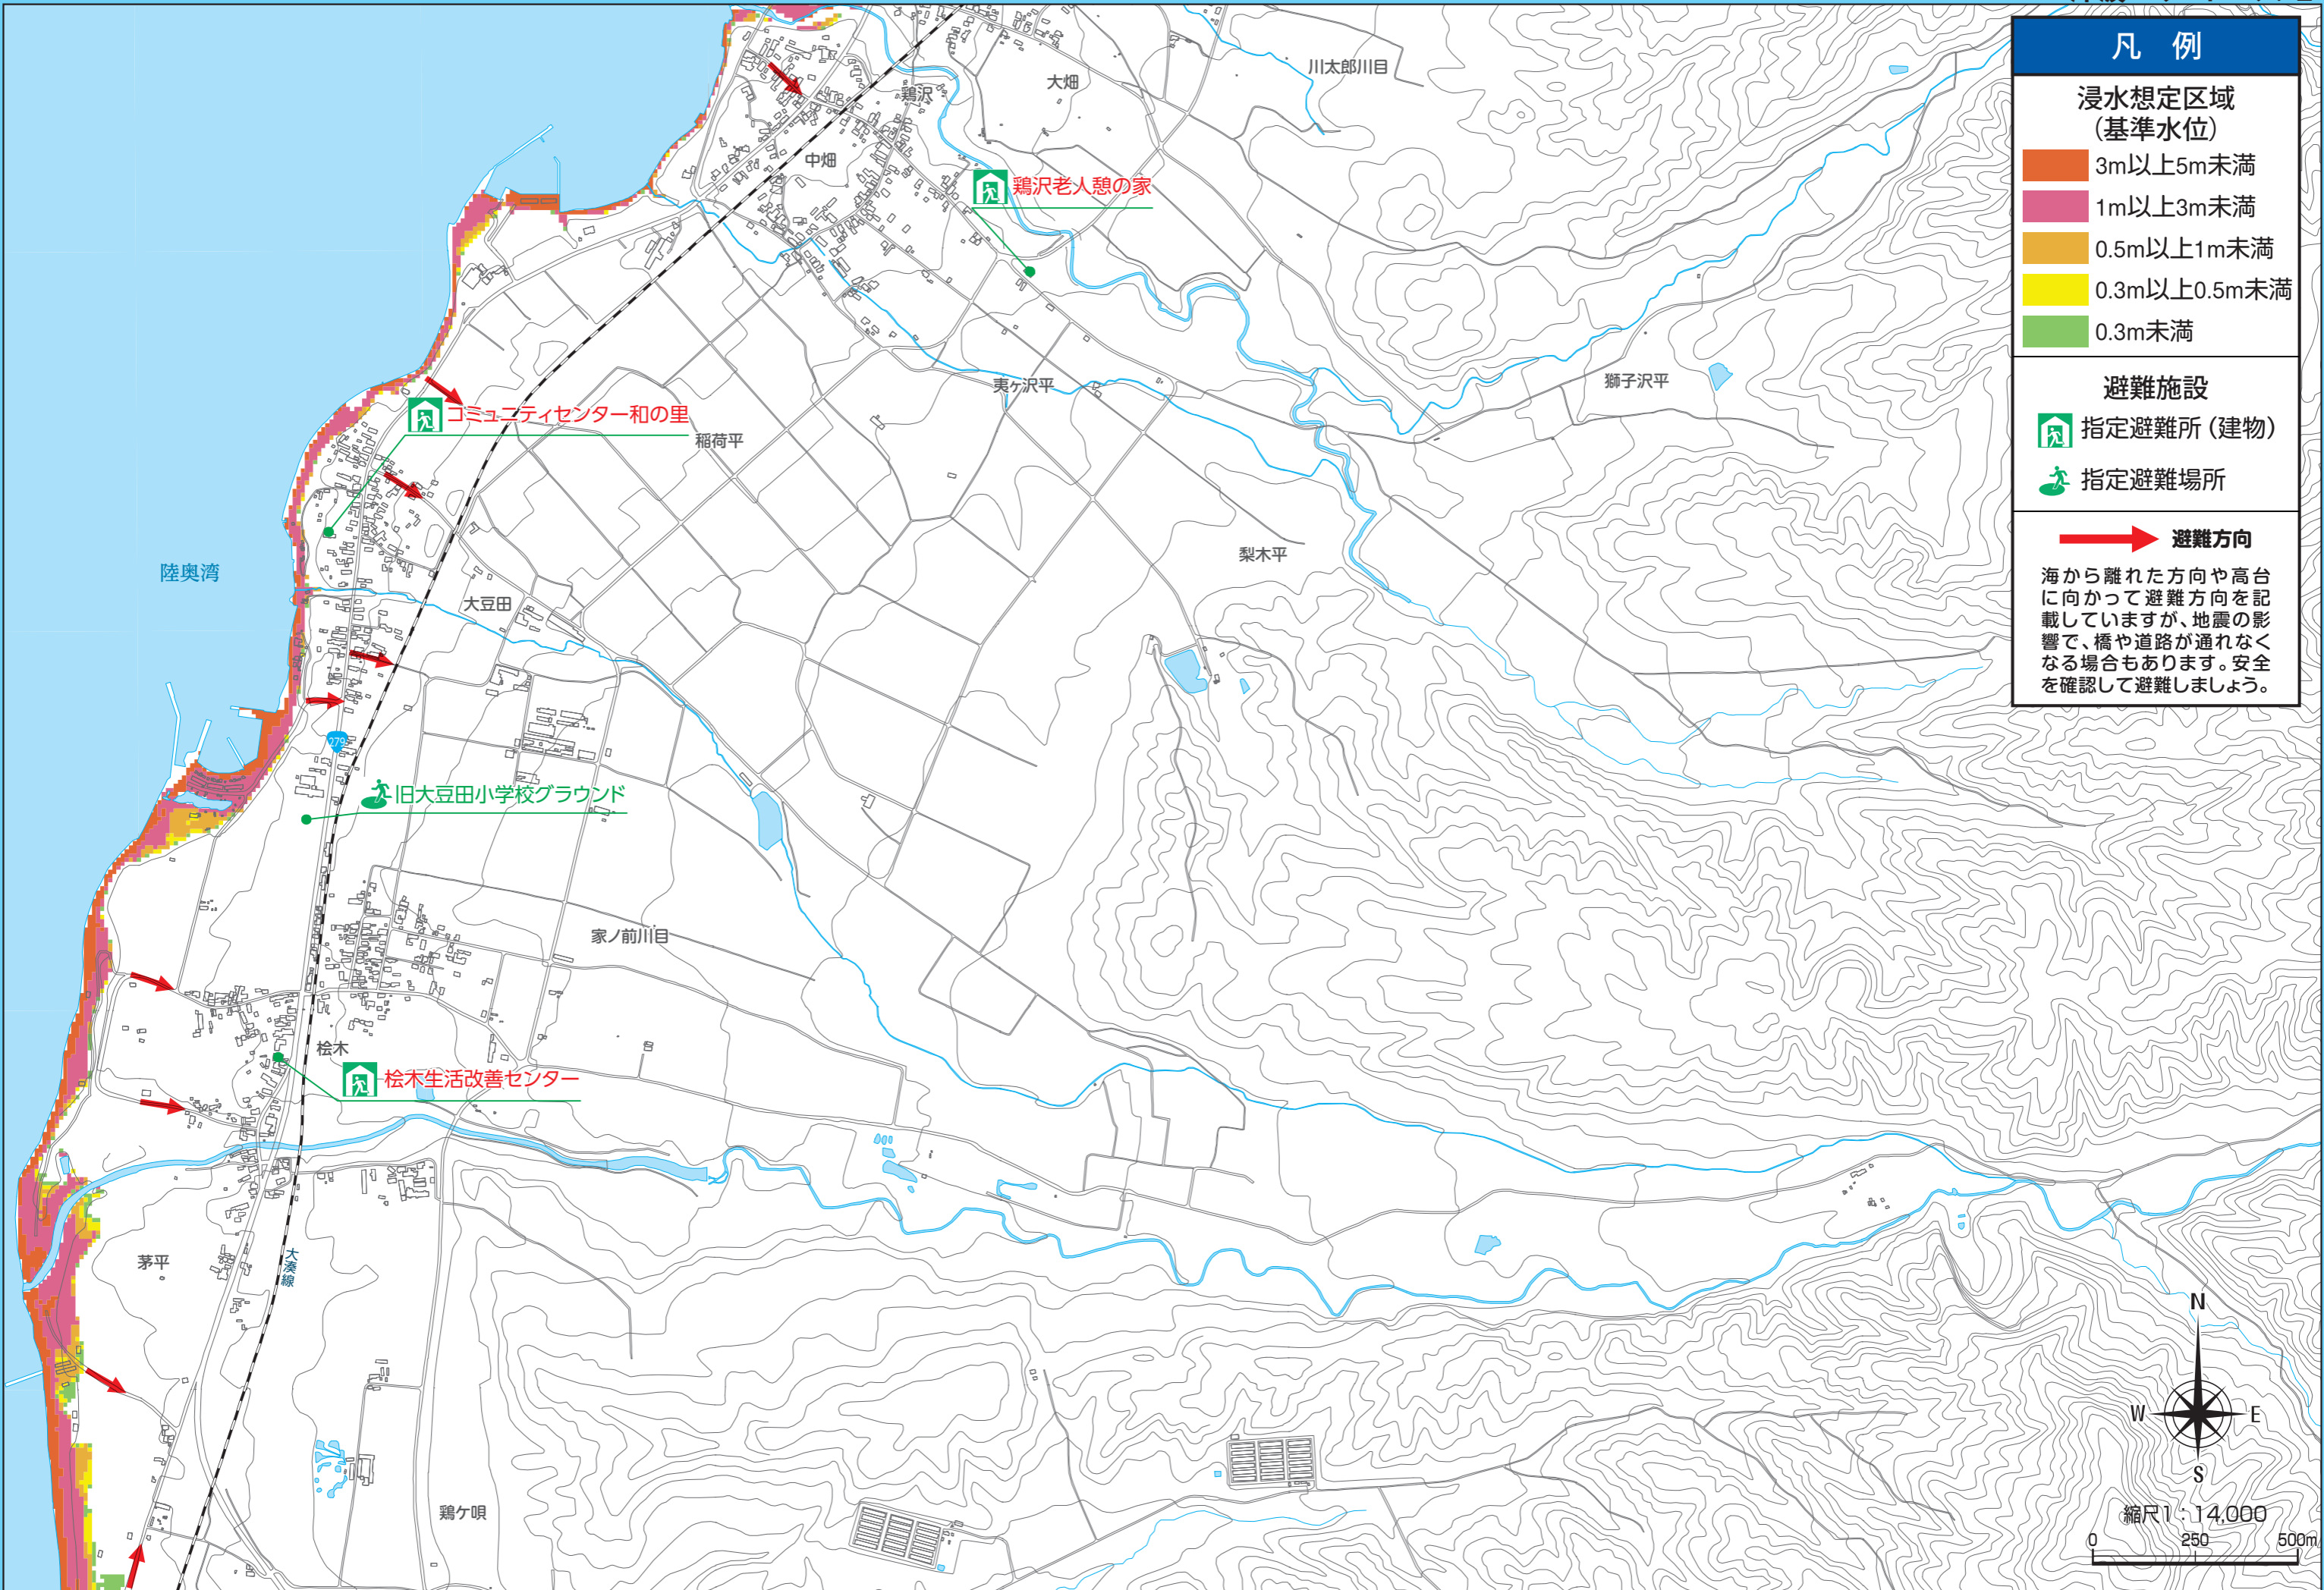 凡 例
浸水想定区域
(基準水位)
3m以上5m未満
1m以上3m未満
0.5m以上1m未満
0.3m以上0.5m未満
0.3m未満
避難施設
指定避難所(建物)
指定避難場所
避難方向
海から離れた方向や高台
に向かって避難方向を記
載していますが、地震の影
響で、橋や道路が通れなく
なる場合もあります。安全
を確認して避難しましょう。
川太郎川目
大畑
鶏沢
中畑
鶏沢老人憩の家
夷ヶ沢平
獅子沢平
コミュニティセンター和の里
稲荷平
梨木平
陸奥湾
大豆田
279
旧大豆田小学校グラウンド
家ノ前川目
桧木
桧木生活改善センター
茅平
大湊線
鶏ケ唄
N
W
E
S
縮尺1:14,000
0 250 500m